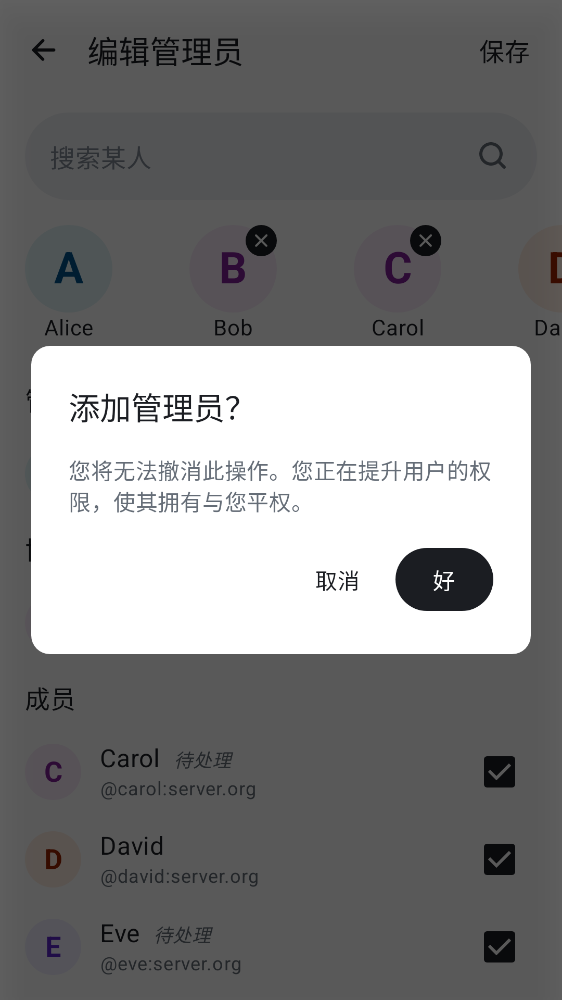 编辑管理员
保存
搜索某人
A
B
C
D
Alice
Bob
Carol
Da
添加管理员？
您将无法撤消此操作。您正在提升用户的权
限，使其拥有与您平权。
取消
好
成员
C
Carol 待处理
@carol:server.org
D
David
@david:server.org
E
Eve 待处理
@eve:server.org